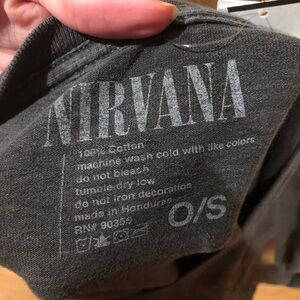 NIRVANA
100% Cotton
machine wash cold with like colors
do not bleach
tumble dry low
do not iron decoration
made in Honduras
RN# 90355
O/S